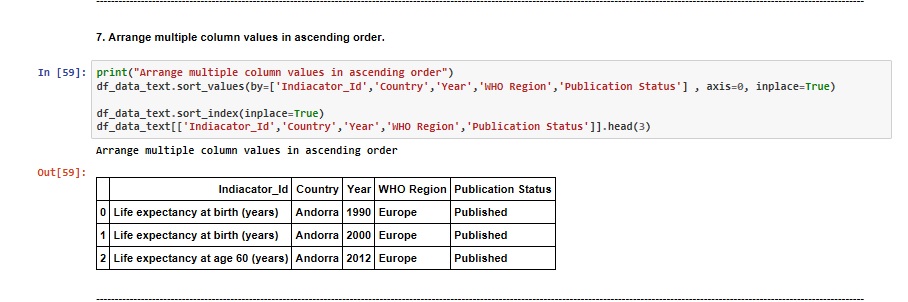 7. Arrange multiple column values in ascending order.
In [59]: print("Arrange multiple column values in ascending order")
df_data_text.sort_values(by=['Indiacator_Id','Country','Year','WHO Region','Publication Status'] , axis=0, inplace=True)
df_data_text.sort_index(inplace=True)
df_data_text[['Indiacator_Id','Country','Year','WHO Region','Publication Status']].head(3)
Arrange multiple column values in ascending order
Out[59]:
Indiacator_Id Country Year WHO Region Publication Status
0 Life expectancy at birth (years) Andorra 1990 Europe Published
1 Life expectancy at birth (years) Andorra 2000 Europe Published
2 Life expectancy at age 60 (years) Andorra 2012 Europe Published